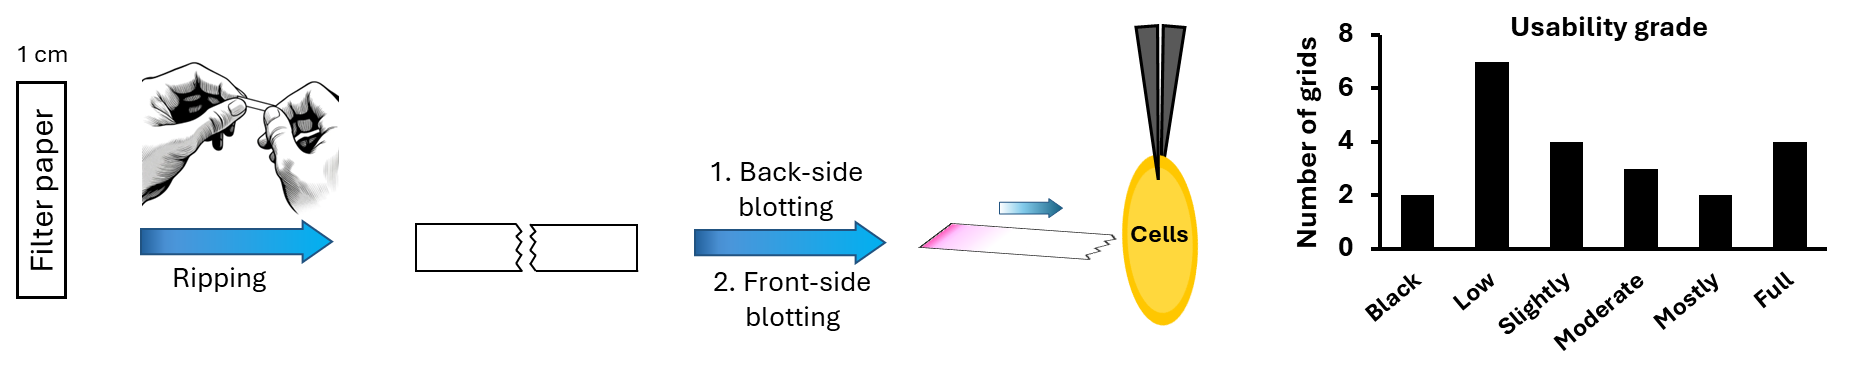 1 cm
Filter paper
Ripping
1. Back-side
blotting
2. Front-side
blotting
Cells
Usability grade
Number of grids
8
6
4
2
0
Black
Low
Slightly
Moderate
Mostly
Full